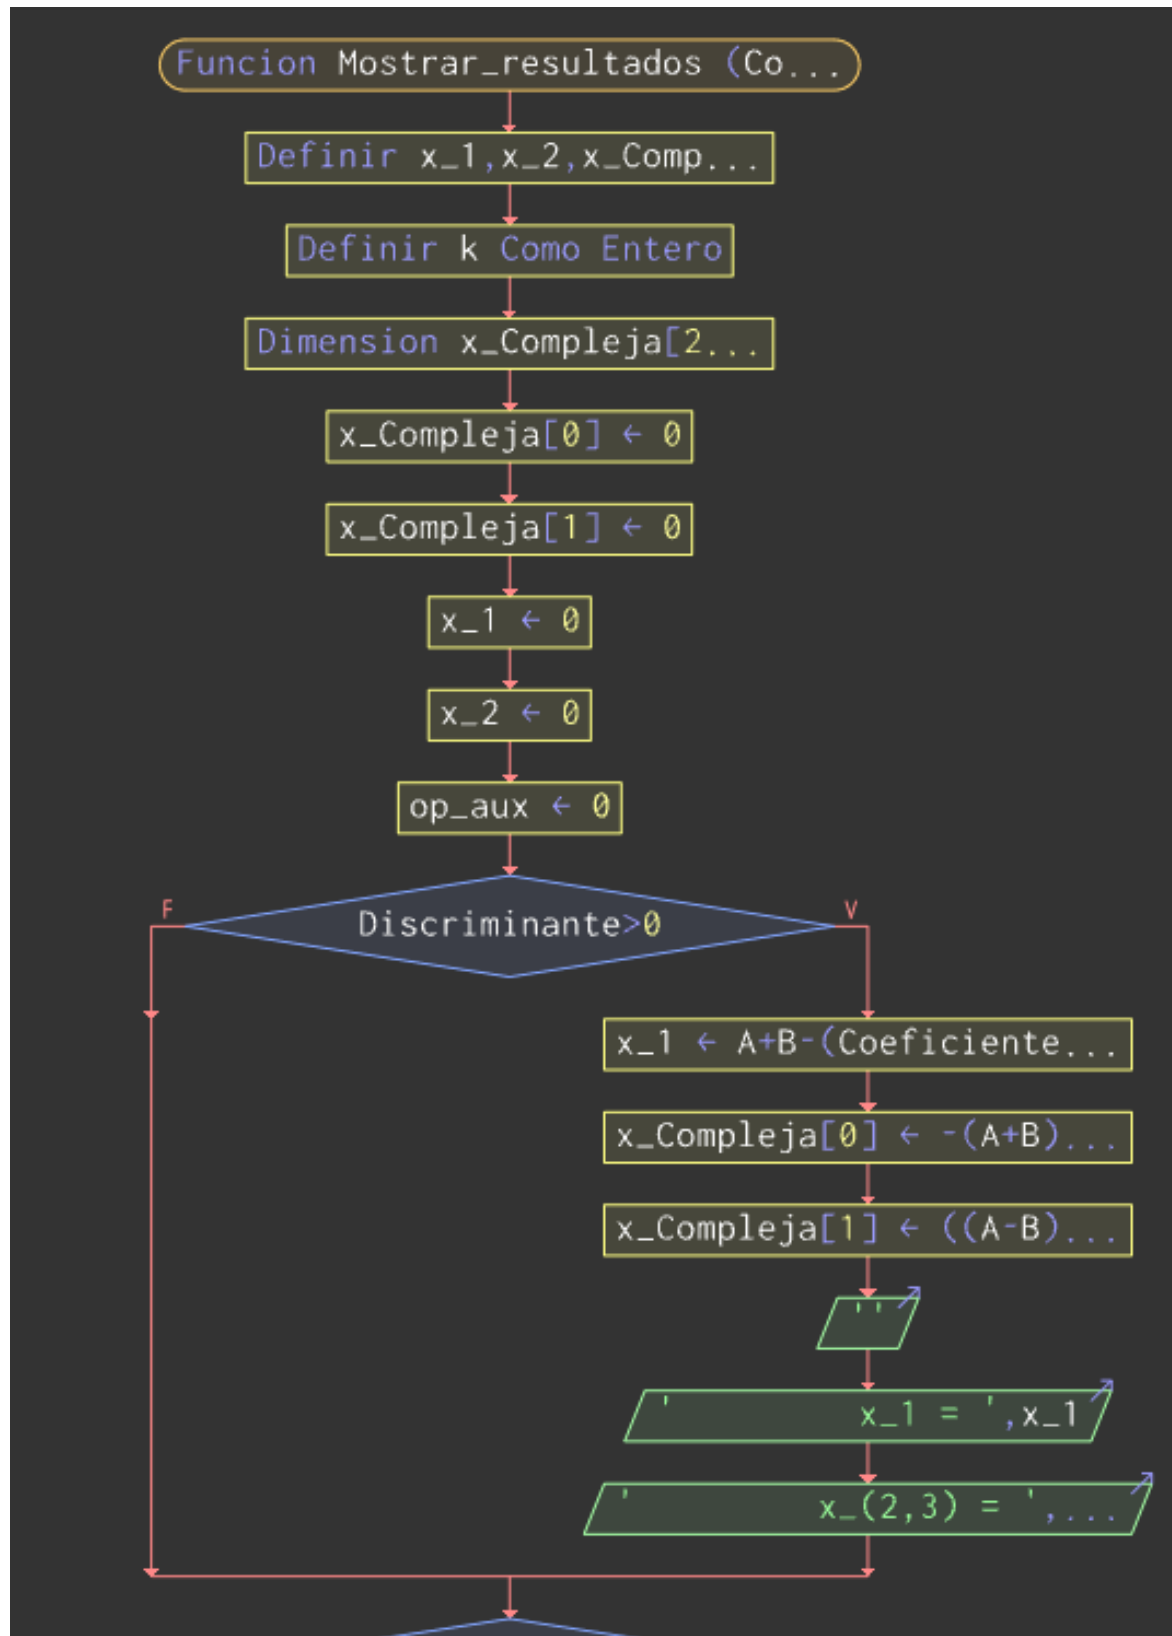 Funcion Mostrar_resultados (Co...
Definir x_1,x_2,x_Comp...
Definir k Como Entero
Dimension x_Compleja[2...
x_Compleja[0] ← 0
x_Compleja[1] ← 0
x_1 ← 0
x_2 ← 0
op_aux ← 0
F
Discriminante>0
V
x_1 ← A+B-(Coeficiente...
x_Compleja[0] ← -(A+B)...
x_Compleja[1] ← ((A-B)...
''
' x_1 = ',x_1
' x_(2,3) = ',...